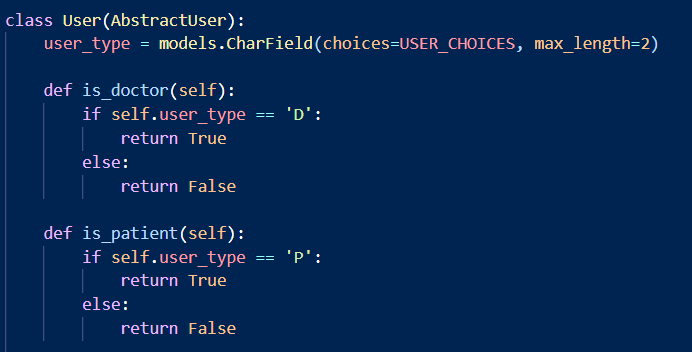 class User(AbstractUser):
    user_type = models.CharField(choices=USER_CHOICES, max_length=2)

    def is_doctor(self):
        if self.user_type == 'D':
            return True
        else:
            return False

    def is_patient(self):
        if self.user_type == 'P':
            return True
        else:
            return False